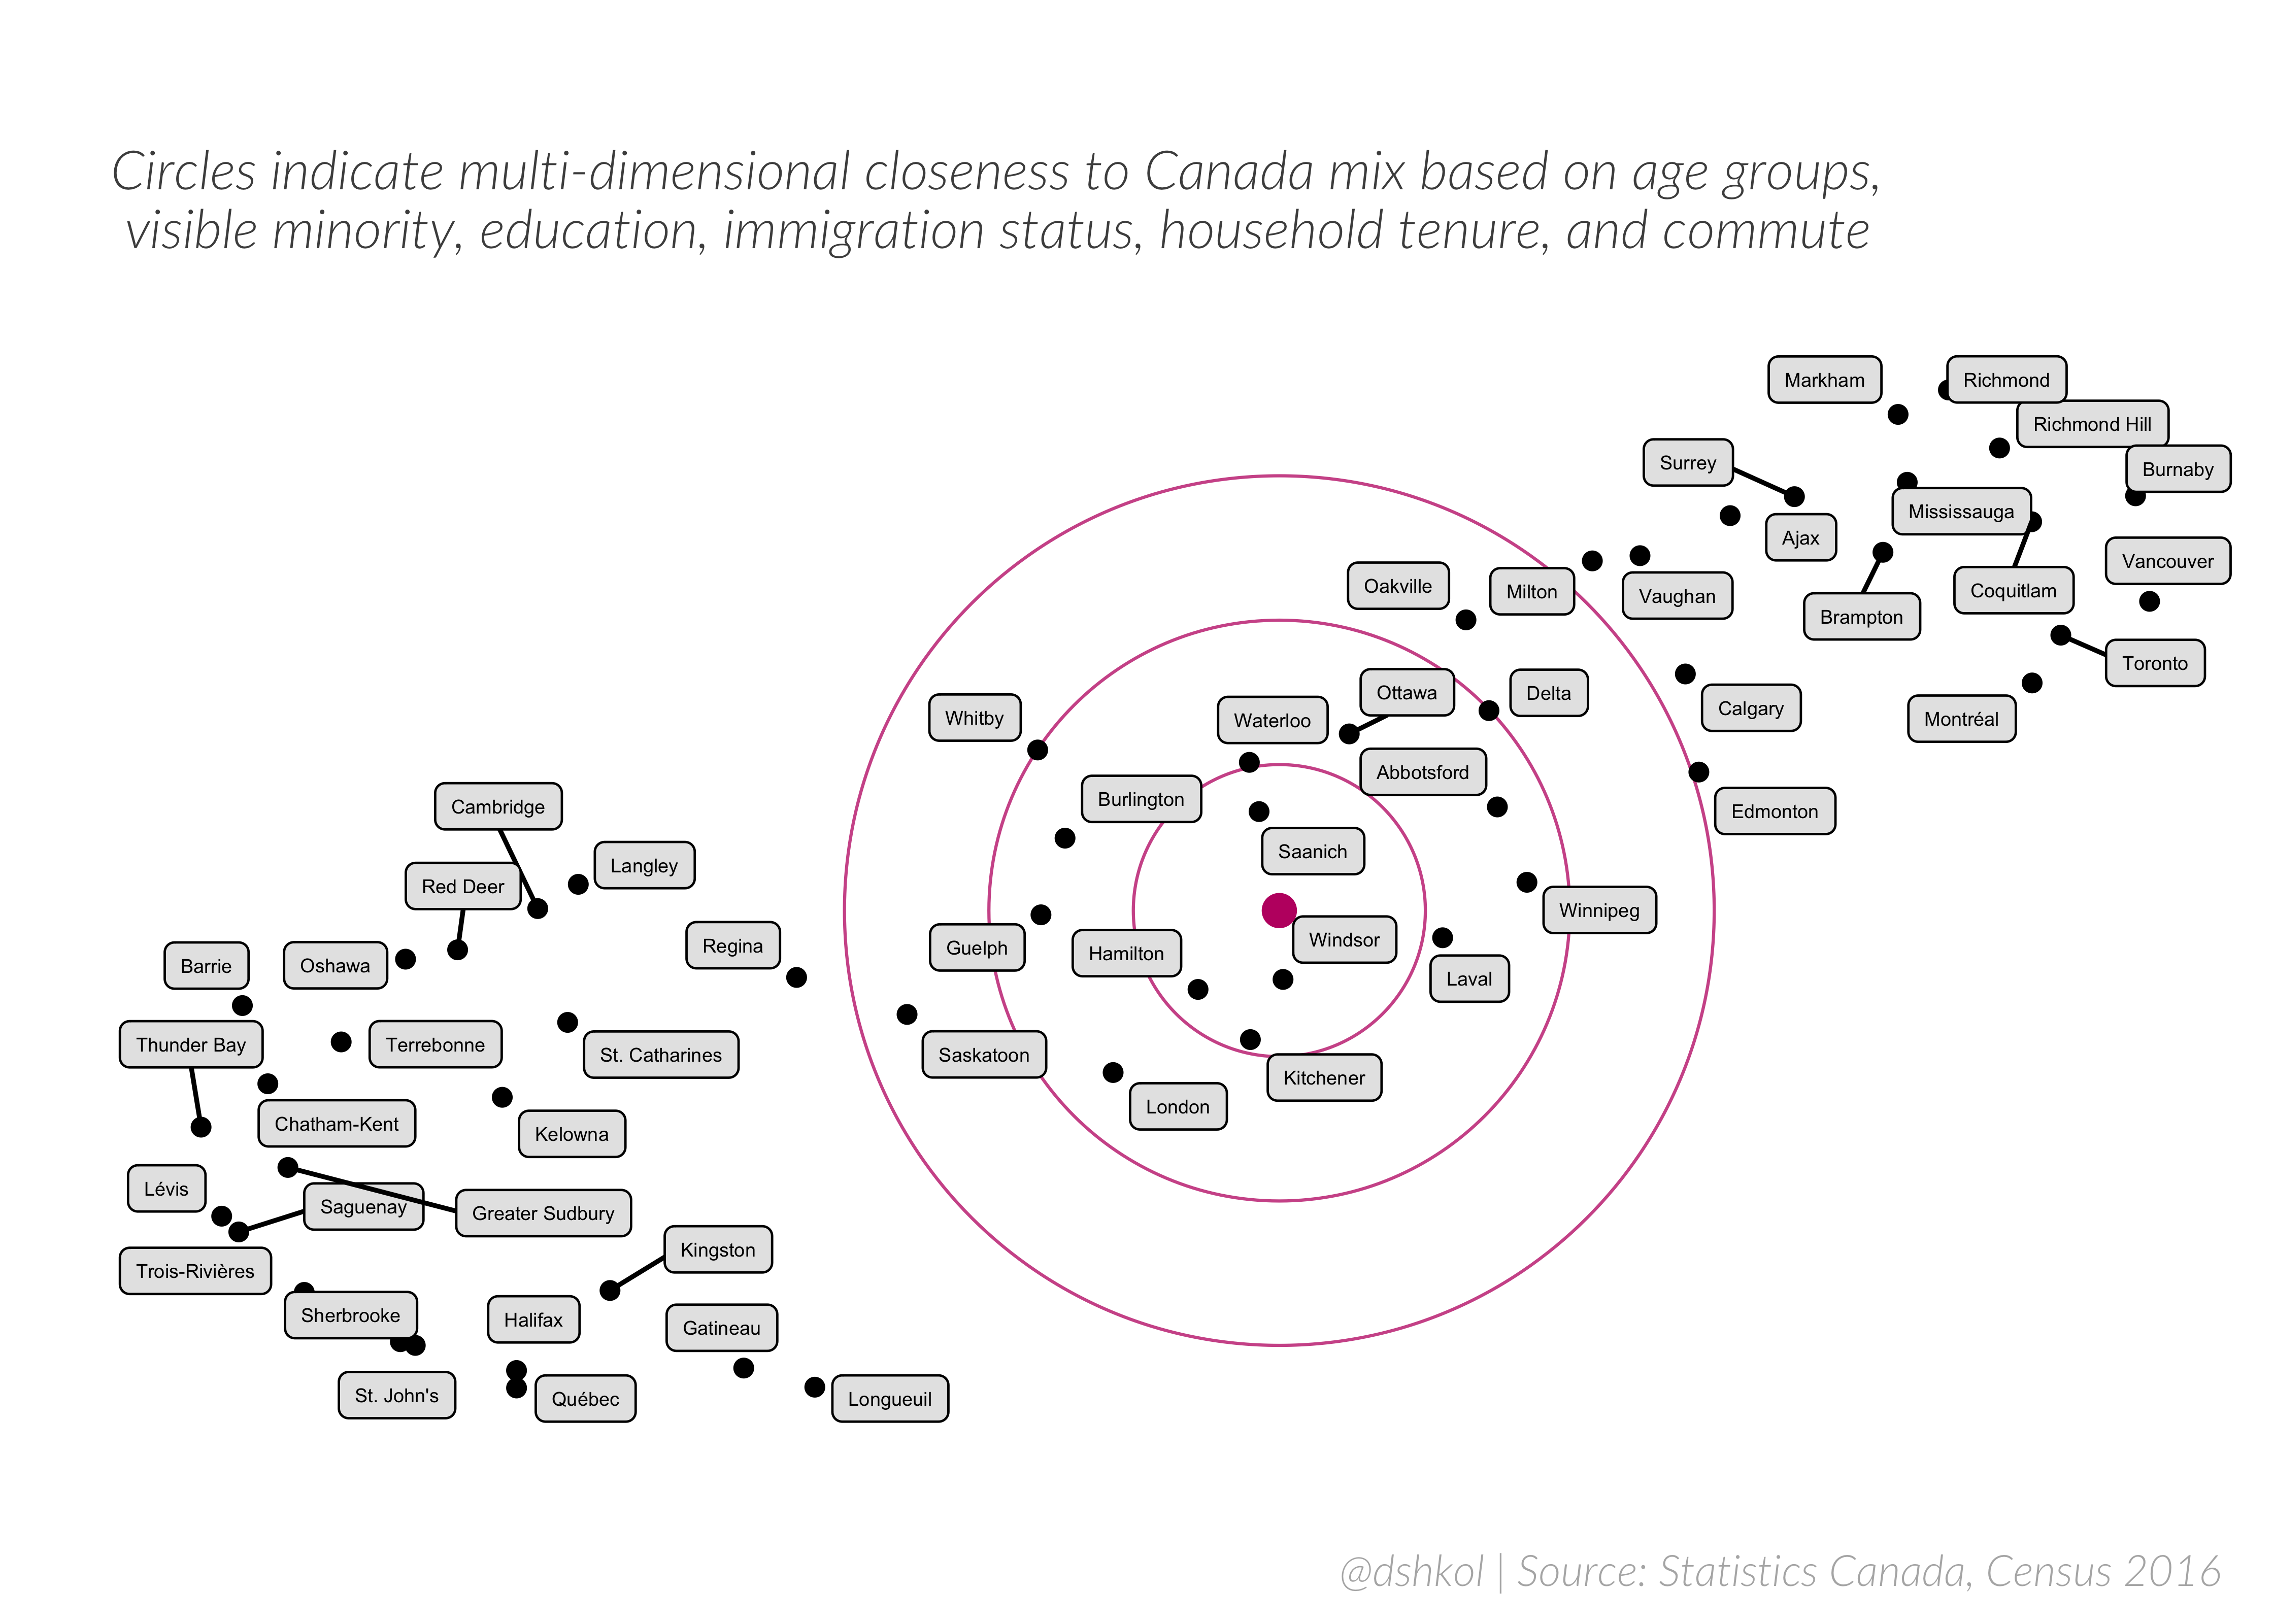 Circles indicate multi-dimensional closeness to Canada mix based on age groups,
visible minority, education, immigration status, household tenure, and commute
Markham
Richmond
Richmond Hill
Surrey
Burnaby
Mississauga
Ajax
Vancouver
Oakville
Milton
Vaughan
Coquitlam
Brampton
Toronto
Ottawa
Delta
Whitby
Waterloo
Calgary
Montréal
Abbotsford
Burlington
Cambridge
Edmonton
Saanich
Langley
Red Deer
Winnipeg
Windsor
Regina
Guelph
Hamilton
Barrie
Oshawa
Laval
Thunder Bay
Terrebonne
St. Catharines
Saskatoon
Kitchener
London
Chatham-Kent
Kelowna
Lévis
Saguenay
Greater Sudbury
Kingston
Trois-Rivières
Sherbrooke
Halifax
Gatineau
St. John's
Québec
Longueuil
@dshkol | Source: Statistics Canada, Census 2016